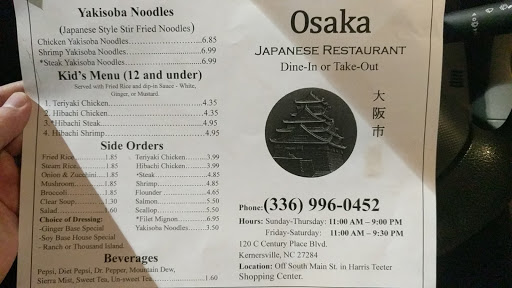 Yakisoba Noodles
(Japanese Style Stir Fried Noodles)
Chicken Yakisoba Noodles..................6.85
Shrimp Yakisoba Noodles..................6.99
*Steak Yakisoba Noodles..................6.99
Kid's Menu (12 and under)
Served with Fried Rice and dip-in Sauce - White,
Ginger, or Mustard.
1. Teriyaki Chicken..................4.35
2. Hibachi Chicken..................4.35
3.*Hibachi Steak..................4.95
4. Hibachi Shrimp..................4.95
Side Orders
Fried Rice..................1.85
Steam Rice..................1.85
Onion & Zucchini.......1.85
Mushroom..................1.85
Broccoli..................1.85
Clear Soup..................1.30
Salad..................1.60
Choice of Dressing:
-Ginger Base Special
-Soy Base House Special
- Ranch or Thousand Island.
Teriyaki Chicken.........3.99
Hibachi Chicken.........3.99
*Steak..................4.85
Shrimp..................4.85
Flounder..................4.65
Salmon..................5.50
Scallop..................5.50
*Filet Mignon............6.95
Yakisoba Noodles......3.50
Beverages
Pepsi, Diet Pepsi, Dr. Pepper, Mountain Dew,
Sierra Mist, Sweet Tea, Un-sweet Tea..................1.60
Osaka
JAPANESE RESTAURANT
Dine-In or Take-Out
大
阪
市
Phone:(336) 996-0452
Hours: Sunday-Thursday: 11:00 AM – 9:00 PM
Friday-Saturday: 11:00 AM – 9:30 PM
120 C Century Place Blvd.
Kernersville, NC 27284
Location: Off South Main St. in Harris Teeter
Shopping Center.